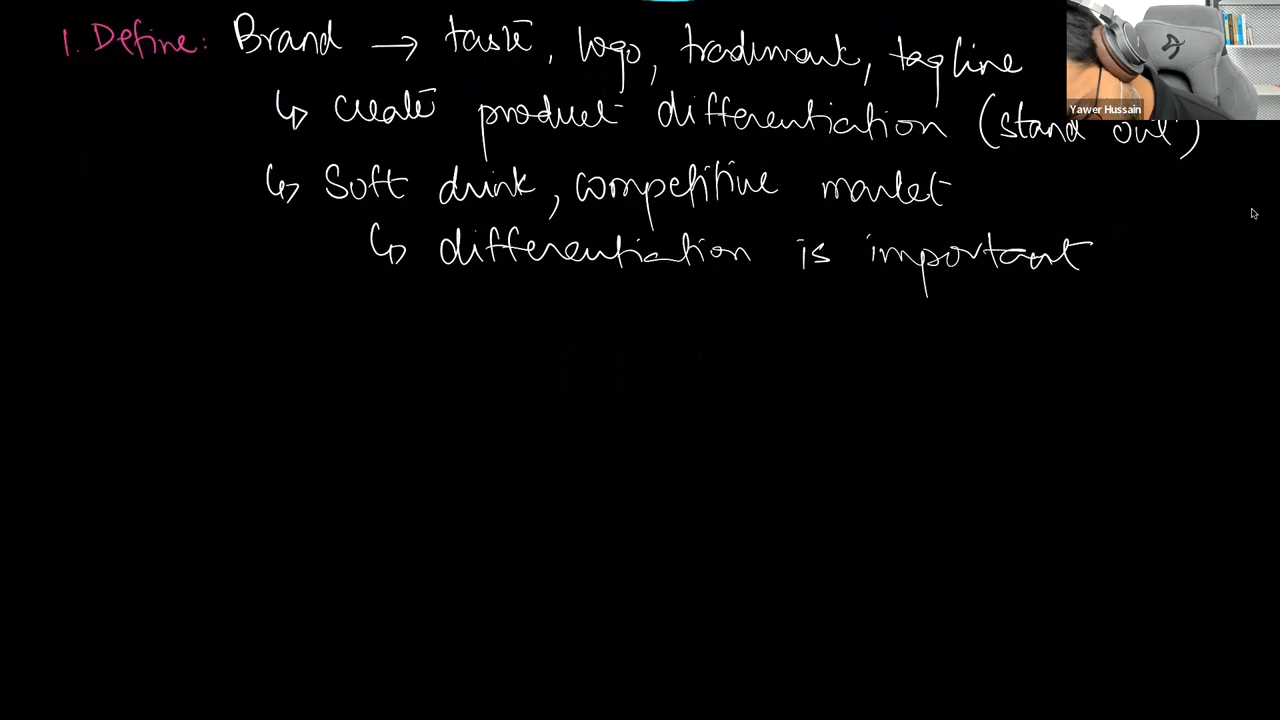 1. Define: Brand → taste, logo, trademark, tagline
↳ create product differentiation (stand out)
↳ Soft drink, competitive market
↳ differentiation is important
Yawer Hussain